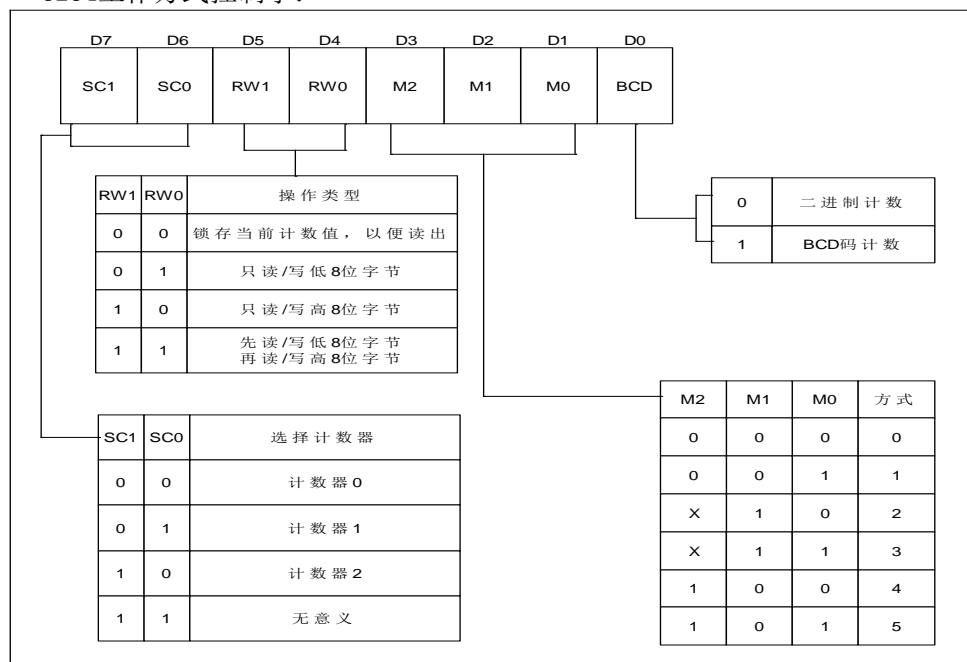 D7 D6 D5 D4 D3 D2 D1 D0
SC1 SC0 RW1 RW0 M2 M1 M0 BCD
RW1 RW0 操作类型
0 0 锁存当前计数值，以便读出
0 1 只读/写低8位字节
1 0 只读/写高8位字节
1 1 先读/写低8位字节
再读/写高8位字节
0 二进制计数
1 BCD码计数
SC1 SC0 选择计数器
0 0 计数器0
0 1 计数器1
1 0 计数器2
1 1 无意义
M2 M1 M0 方式
0 0 0 0
0 0 1 1
X 1 0 2
X 1 1 3
1 0 0 4
1 0 1 5